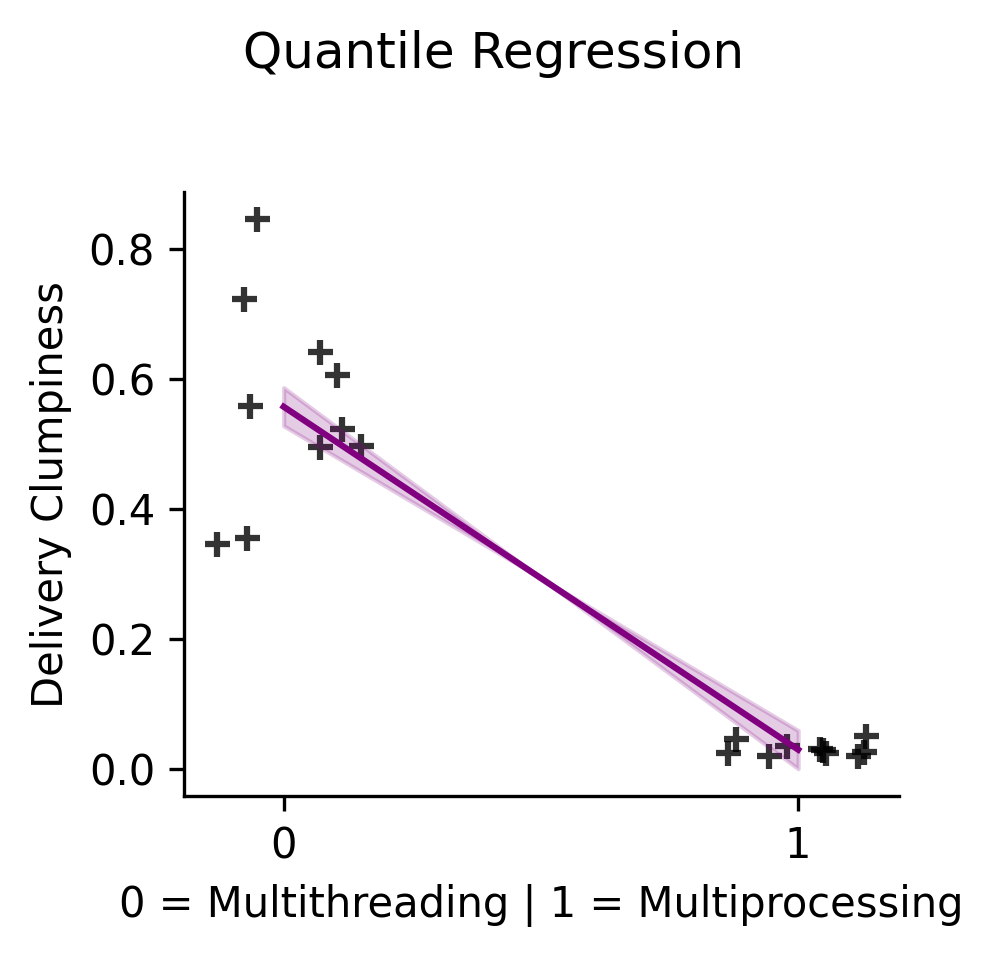 Quantile Regression
Delivery Clumpiness
0.8
0.6
0.4
0.2
0.0
0
1
0 = Multithreading | 1 = Multiprocessing